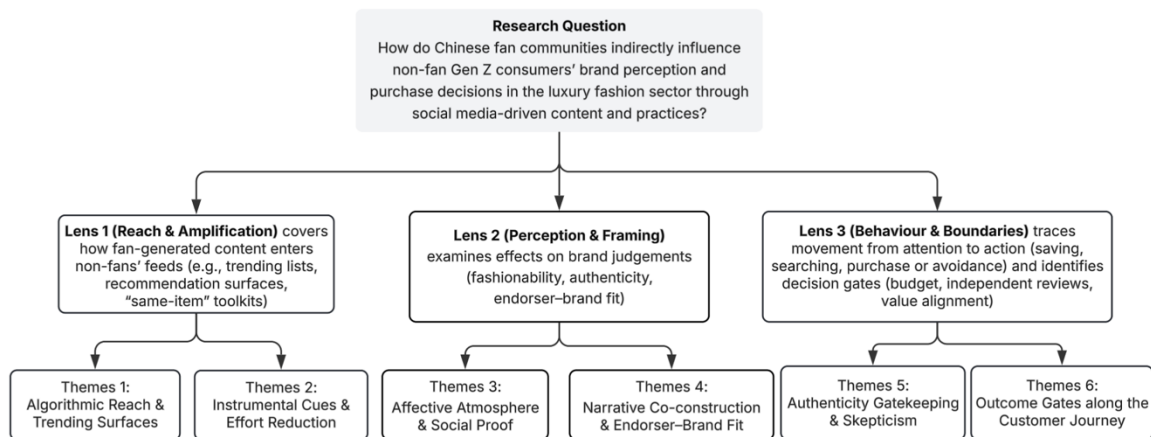 Research Question
How do Chinese fan communities indirectly influence
non-fan Gen Z consumers’ brand perception and
purchase decisions in the luxury fashion sector through
social media-driven content and practices?
Lens 1 (Reach & Amplification) covers
how fan-generated content enters
non-fans’ feeds (e.g., trending lists,
recommendation surfaces,
“same-item” toolkits)
Lens 2 (Perception & Framing)
examines effects on brand judgements
(fashionability, authenticity,
endorser–brand fit)
Lens 3 (Behaviour & Boundaries) traces
movement from attention to action (saving,
searching, purchase or avoidance) and identifies
decision gates (budget, independent reviews,
value alignment)
Themes 1:
Algorithmic Reach &
Trending Surfaces
Themes 2:
Instrumental Cues &
Effort Reduction
Themes 3:
Affective Atmosphere
& Social Proof
Themes 4:
Narrative Co-construction
& Endorser–Brand Fit
Themes 5:
Authenticity Gatekeeping
& Skepticism
Themes 6:
Outcome Gates along the
Customer Journey